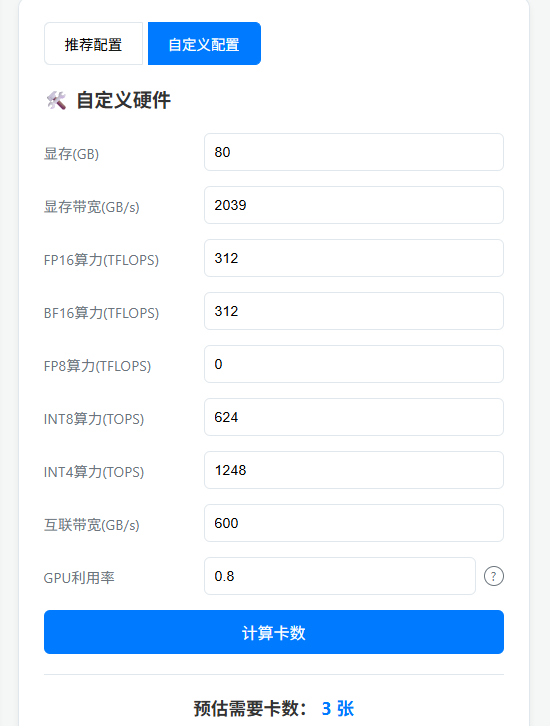 推荐配置 自定义配置
自定义硬件
显存(GB) 80
显存带宽(GB/s) 2039
FP16算力(TFLOPS) 312
BF16算力(TFLOPS) 312
FP8算力(TFLOPS) 0
INT8算力(TOPS) 624
INT4算力(TOPS) 1248
互联带宽(GB/s) 600
GPU利用率 0.8 ?
计算卡数
预估需要卡数： 3 张